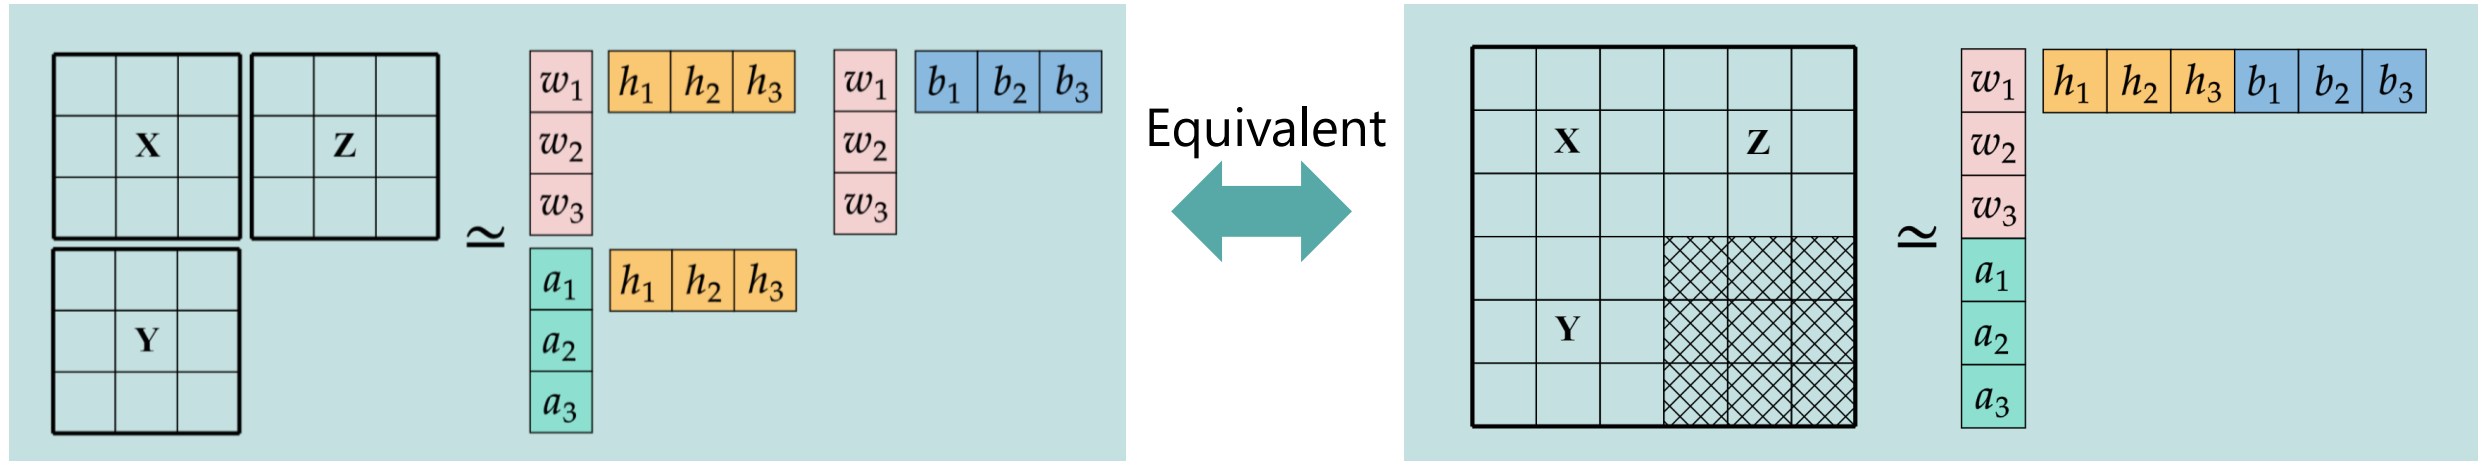 X Z ≃ w₁ h₁ h₂ h₃ w₁ b₁ b₂ b₃
w₂ w₂
w₃ w₃
Y a₁ h₁ h₂ h₃
a₂
a₃
Equivalent
X Z ≃ w₁ h₁ h₂ h₃ b₁ b₂ b₃
w₂
w₃
Y a₁
a₂
a₃